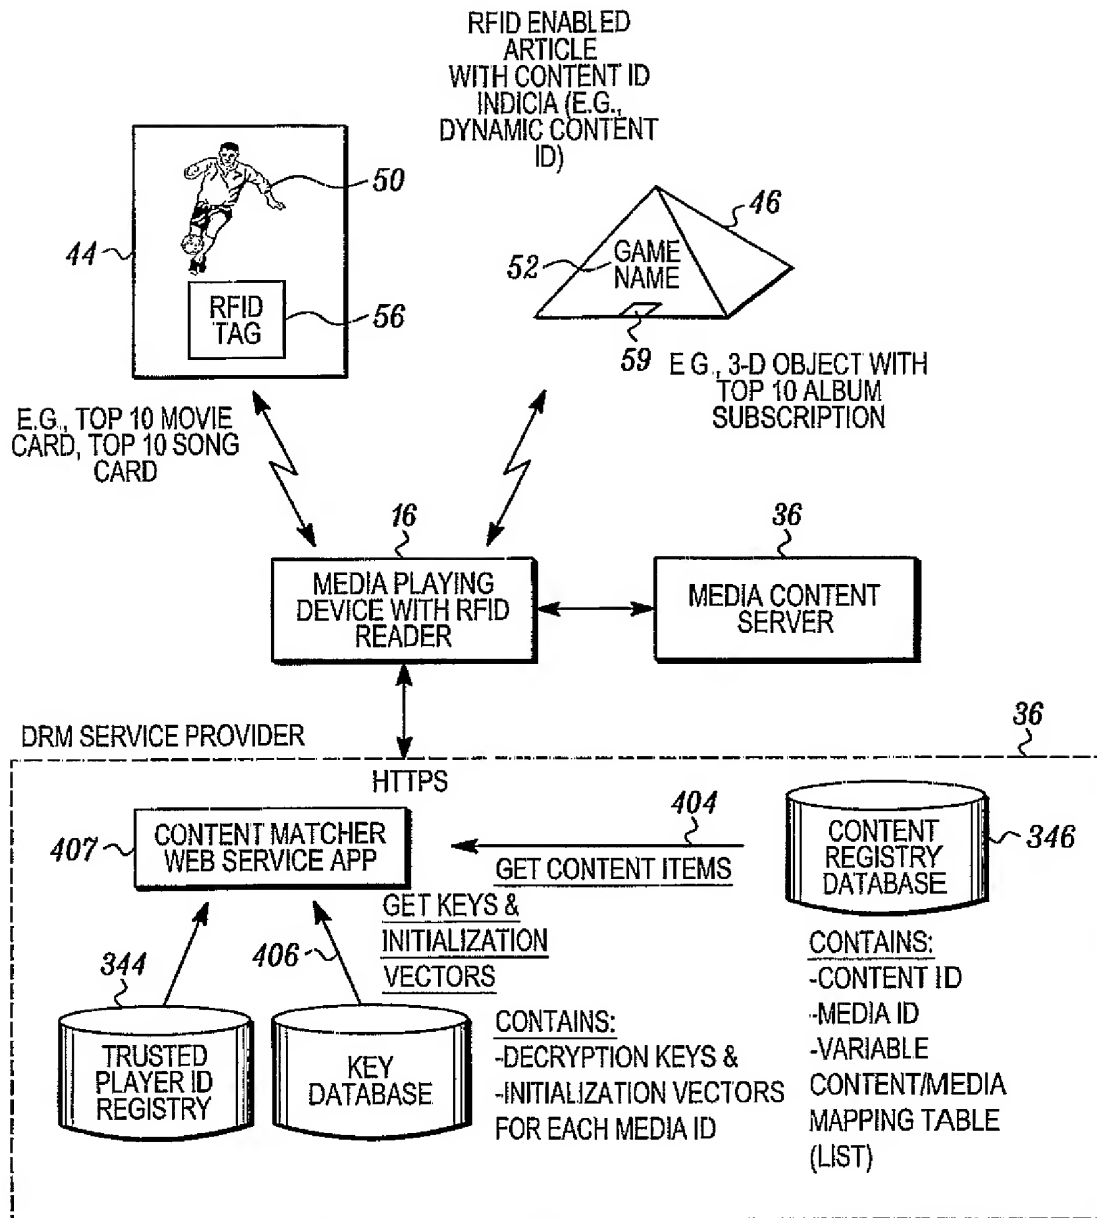 RFID ENABLED
ARTICLE
WITH CONTENT ID
INDICIA (E.G.,
DYNAMIC CONTENT
ID)
50
44
RFID
TAG
56
46
52
GAME
NAME
59
E G., 3-D OBJECT WITH
TOP 10 ALBUM
SUBSCRIPTION
E.G., TOP 10 MOVIE
CARD, TOP 10 SONG
CARD
16
MEDIA PLAYING
DEVICE WITH RFID
READER
36
MEDIA CONTENT
SERVER
DRM SERVICE PROVIDER
36
HTTPS
407
CONTENT MATCHER
WEB SERVICE APP
404
GET CONTENT ITEMS
CONTENT
REGISTRY
DATABASE
346
GET KEYS &
INITIALIZATION
VECTORS
406
344
TRUSTED
PLAYER ID
REGISTRY
KEY
DATABASE
CONTAINS:
-DECRYPTION KEYS &
-INITIALIZATION VECTORS
FOR EACH MEDIA ID
CONTAINS:
-CONTENT ID
-MEDIA ID
-VARIABLE
CONTENT/MEDIA
MAPPING TABLE
(LIST)